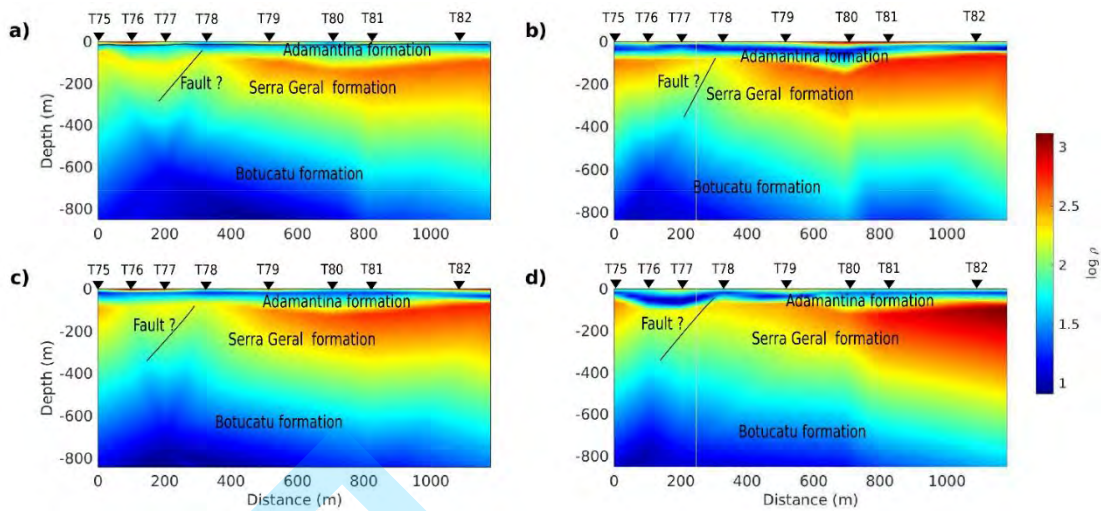 T75 T76 T77 T78 T79 T80 T81 T82
a)
0
-200
-400
-600
-800
Depth (m)
Adamantina formation
Fault ?
Serra Geral formation
Botucatu formation
0 200 400 600 800 1000
T75 T76 T77 T78 T79 T80 T81 T82
b)
0
-200
-400
-600
-800
Adamantina formation
Fault ?
Serra Geral formation
Botucatu formation
0 200 400 600 800 1000
T75 T76 T77 T78 T79 T80 T81 T82
c)
0
-200
-400
-600
-800
Depth (m)
Adamantina formation
Fault ?
Serra Geral formation
Botucatu formation
0 200 400 600 800 1000
Distance (m)
T75 T76 T77 T78 T79 T80 T81 T82
d)
0
-200
-400
-600
-800
Adamantina formation
Fault ?
Serra Geral formation
Botucatu formation
0 200 400 600 800 1000
Distance (m)
3
2.5
2
1.5
1
log ρ